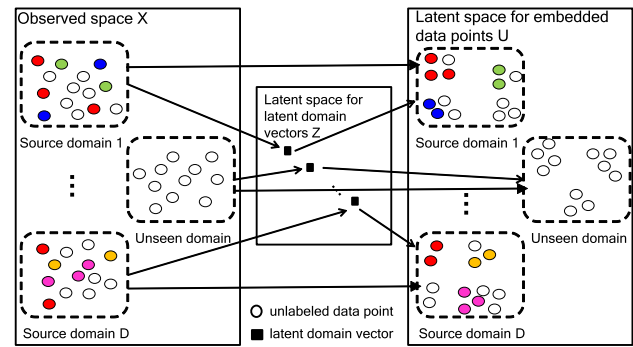 Observed space X
Latent space for embedded
data points U
Latent space for
latent domain
vectors Z
Source domain 1
Source domain 1
Unseen domain
Unseen domain
unlabeled data point
latent domain vector
Source domain D
Source domain D